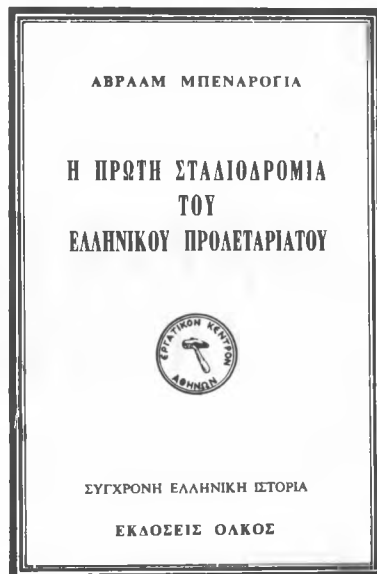 ΑΒΡΑΑΜ ΜΠΕΝΑΡΟΓΙΑ
Η ΠΡΩΤΗ ΣΤΑΔΙΟΔΡΟΜΙΑ
ΤΟΥ
ΕΛΛΗΝΙΚΟΥ ΠΡΟΛΕΤΑΡΙΑΤΟΥ
ΕΡΓΑΤΙΚΟΝ ΚΕΝΤΡΟΝ
ΑΘΗΝΩΝ
ΣΥΓΧΡΟΝΗ ΕΛΛΗΝΙΚΗ ΙΣΤΟΡΙΑ
ΕΚΔΟΣΕΙΣ ΟΛΚΟΣ